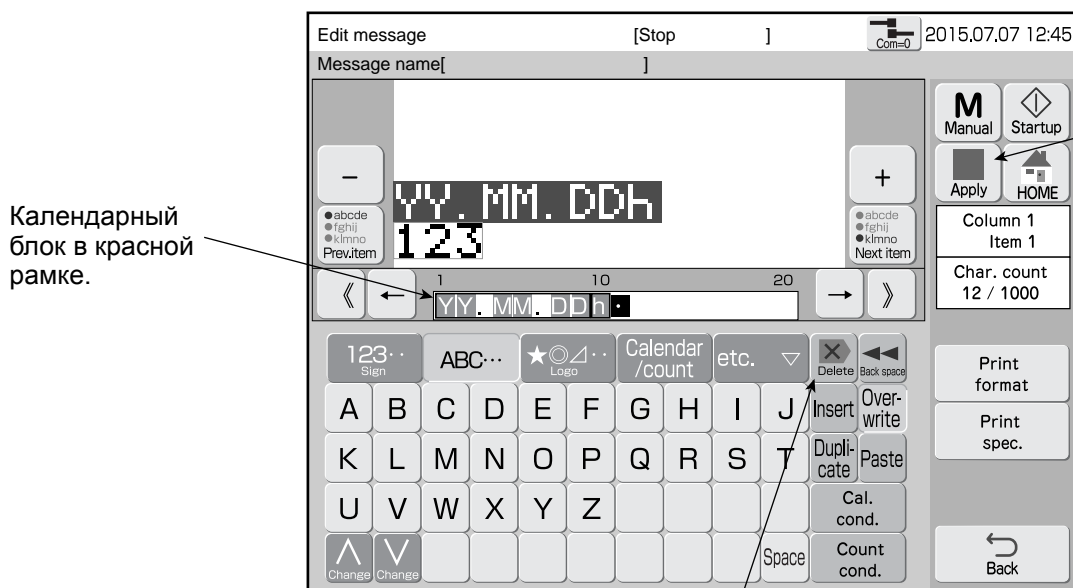 Edit message [Stop ] Com=0 2015.07.07 12:45
Message name[ ]
Календарный
блок в красной
рамке.
M
Manual
Startup
Apply
HOME
Column 1
Item 1
Char. count
12 / 1000
−
+
YY.MM.DDh
123
abcde
fghij
klmno
Prev.item
abcde
fghij
klmno
Next item
1 10 20
《 ← → 》
YY.MM.DDh·
123··
Sign
ABC···
★◎⊿··
Logo
Calendar
/count
etc. ▽
Delete
Back space
A B C D E F G H I J
Insert
Over-
write
K L M N O P Q R S T
Dupli-
cate
Paste
U V W X Y Z
Cal.
cond.
Change
Change
Space
Count
cond.
Print
format
Print
spec.
Back